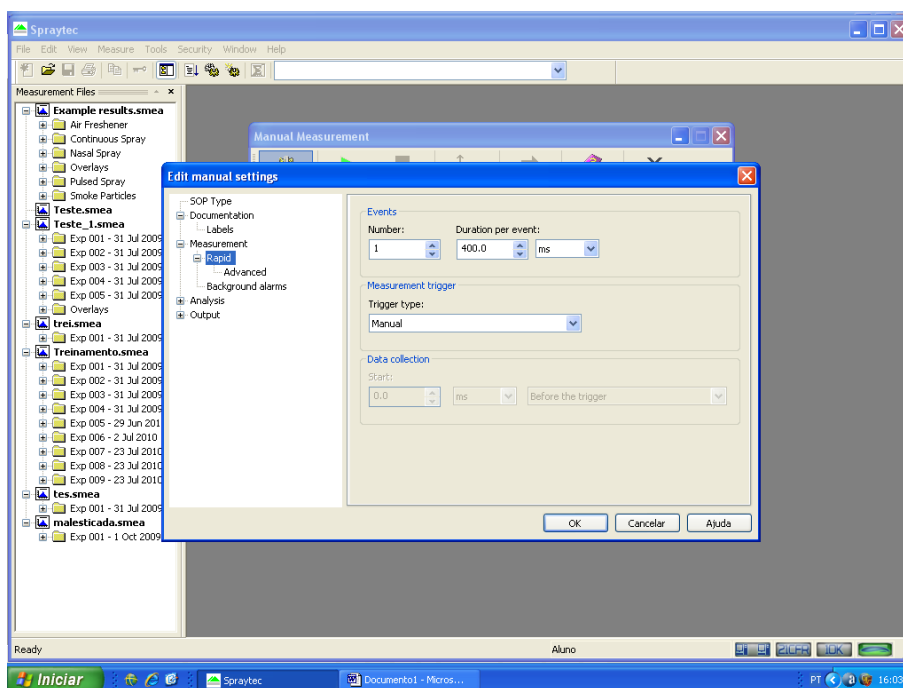 Spraytec
File Edit View Measure Tools Security Window Help
Measurement Files
Example results.smea
Air Freshener
Continuous Spray
Nasal Spray
Overlays
Pulsed Spray
Smoke Particles
Teste.smea
Teste_1.smea
Exp 001 - 31 Jul 2009
Exp 002 - 31 Jul 2009
Exp 003 - 31 Jul 2009
Exp 004 - 31 Jul 2009
Exp 005 - 31 Jul 2009
Overlays
trei.smea
Exp 001 - 31 Jul 2009
Treinamento.smea
Exp 001 - 31 Jul 2009
Exp 002 - 31 Jul 2009
Exp 003 - 31 Jul 2009
Exp 004 - 31 Jul 2009
Exp 005 - 29 Jun 201
Exp 006 - 2 Jul 2010
Exp 007 - 23 Jul 2010
Exp 008 - 23 Jul 2010
Exp 009 - 23 Jul 2010
tes.smea
Exp 001 - 31 Jul 2009
malesticada.smea
Exp 001 - 1 Oct 2009
Manual Measurement
Edit manual settings
SOP Type
Documentation
Labels
Measurement
Rapid
Advanced
Background alarms
Analysis
Output
Events
Number: Duration per event:
1 400.0 ms
Measurement trigger
Trigger type:
Manual
Data collection
Start:
0.0 ms Before the trigger
OK Cancelar Ajuda
Ready Aluno 21CFR 10K
Iniciar Spraytec Documento1 - Micros... PT 16:03